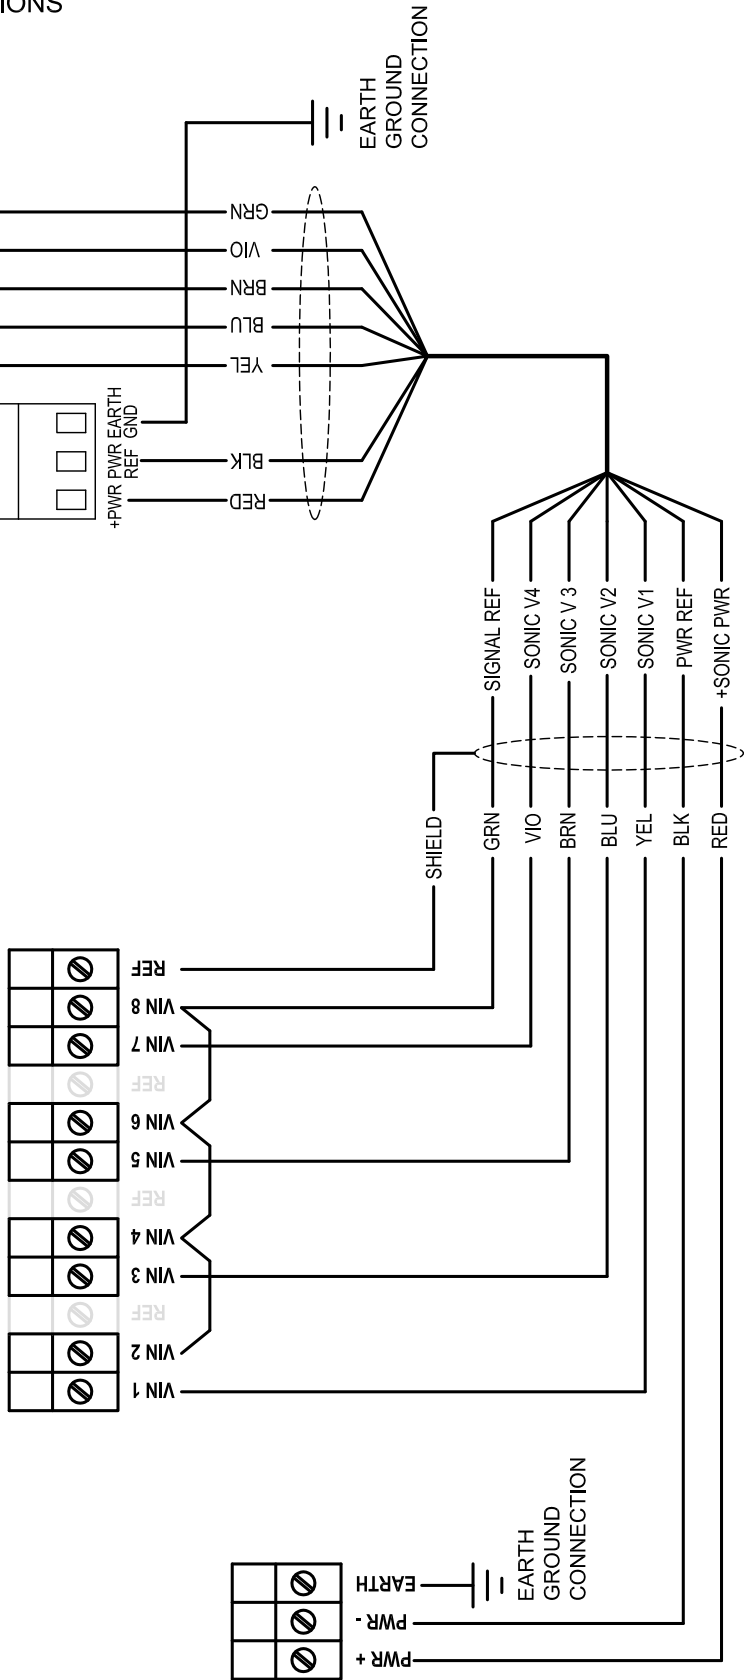 IONS
EARTH
GROUND
CONNECTION
GRN
VIO
BRN
BLU
YEL
BLK
RED
+PWR
PWR
REF
EARTH
GND
SIGNAL REF
SONIC V4
SONIC V 3
SONIC V2
SONIC V1
PWR REF
+SONIC PWR
SHIELD
GRN
VIO
BRN
BLU
YEL
BLK
RED
REF
VIN 8
VIN 7
REF
VIN 6
VIN 5
REF
VIN 4
VIN 3
REF
VIN 2
VIN 1
EARTH
PWR -
PWR +
EARTH
GROUND
CONNECTION